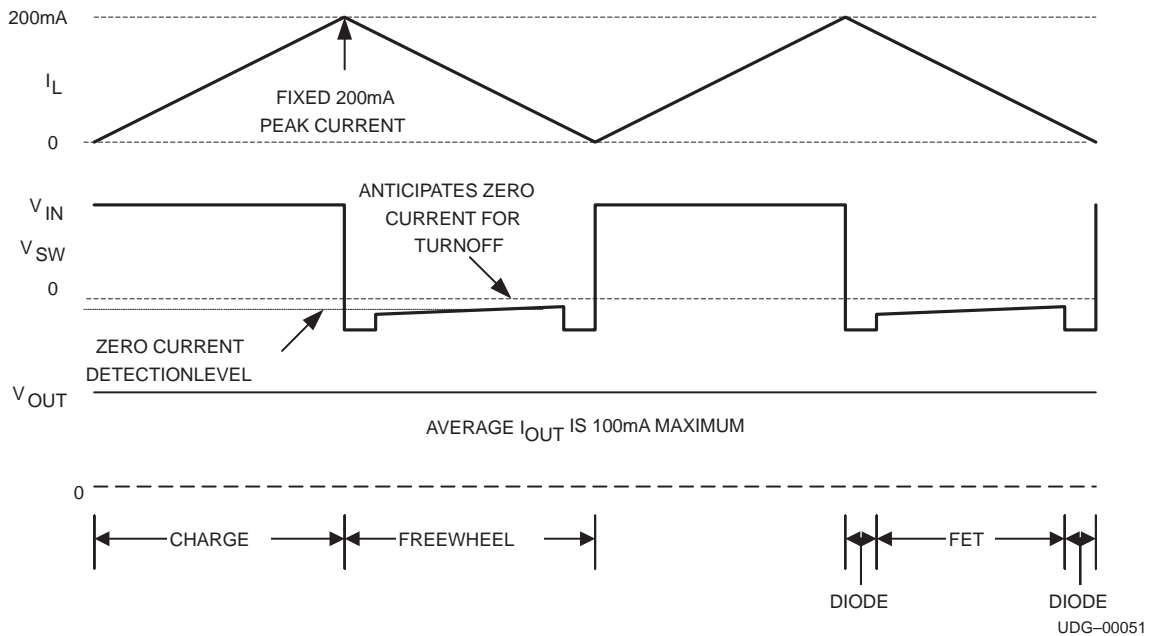 200mA
I L
FIXED 200mA
PEAK CURRENT
0
ANTICIPATES ZERO
CURRENT FOR
TURNOFF
V IN
V SW
0
ZERO CURRENT
DETECTIONLEVEL
V OUT
AVERAGE IOUT IS 100mA MAXIMUM
0
CHARGE
FREEWHEEL
FET
DIODE
DIODE
UDG–00051